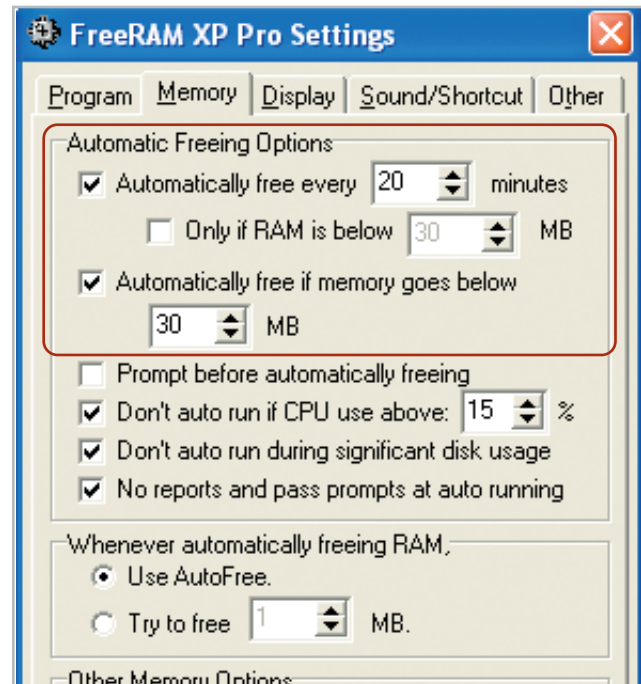 FreeRAM XP Pro Settings
Program Memory Display Sound/Shortcut Other
Automatic Freeing Options
Automatically free every 20 minutes
Only if RAM is below 30 MB
Automatically free if memory goes below
30 MB
Prompt before automatically freeing
Don't auto run if CPU use above: 15 %
Don't auto run during significant disk usage
No reports and pass prompts at auto running
Whenever automatically freeing RAM,
Use AutoFree.
Try to free 1 MB.
Other Memory Options